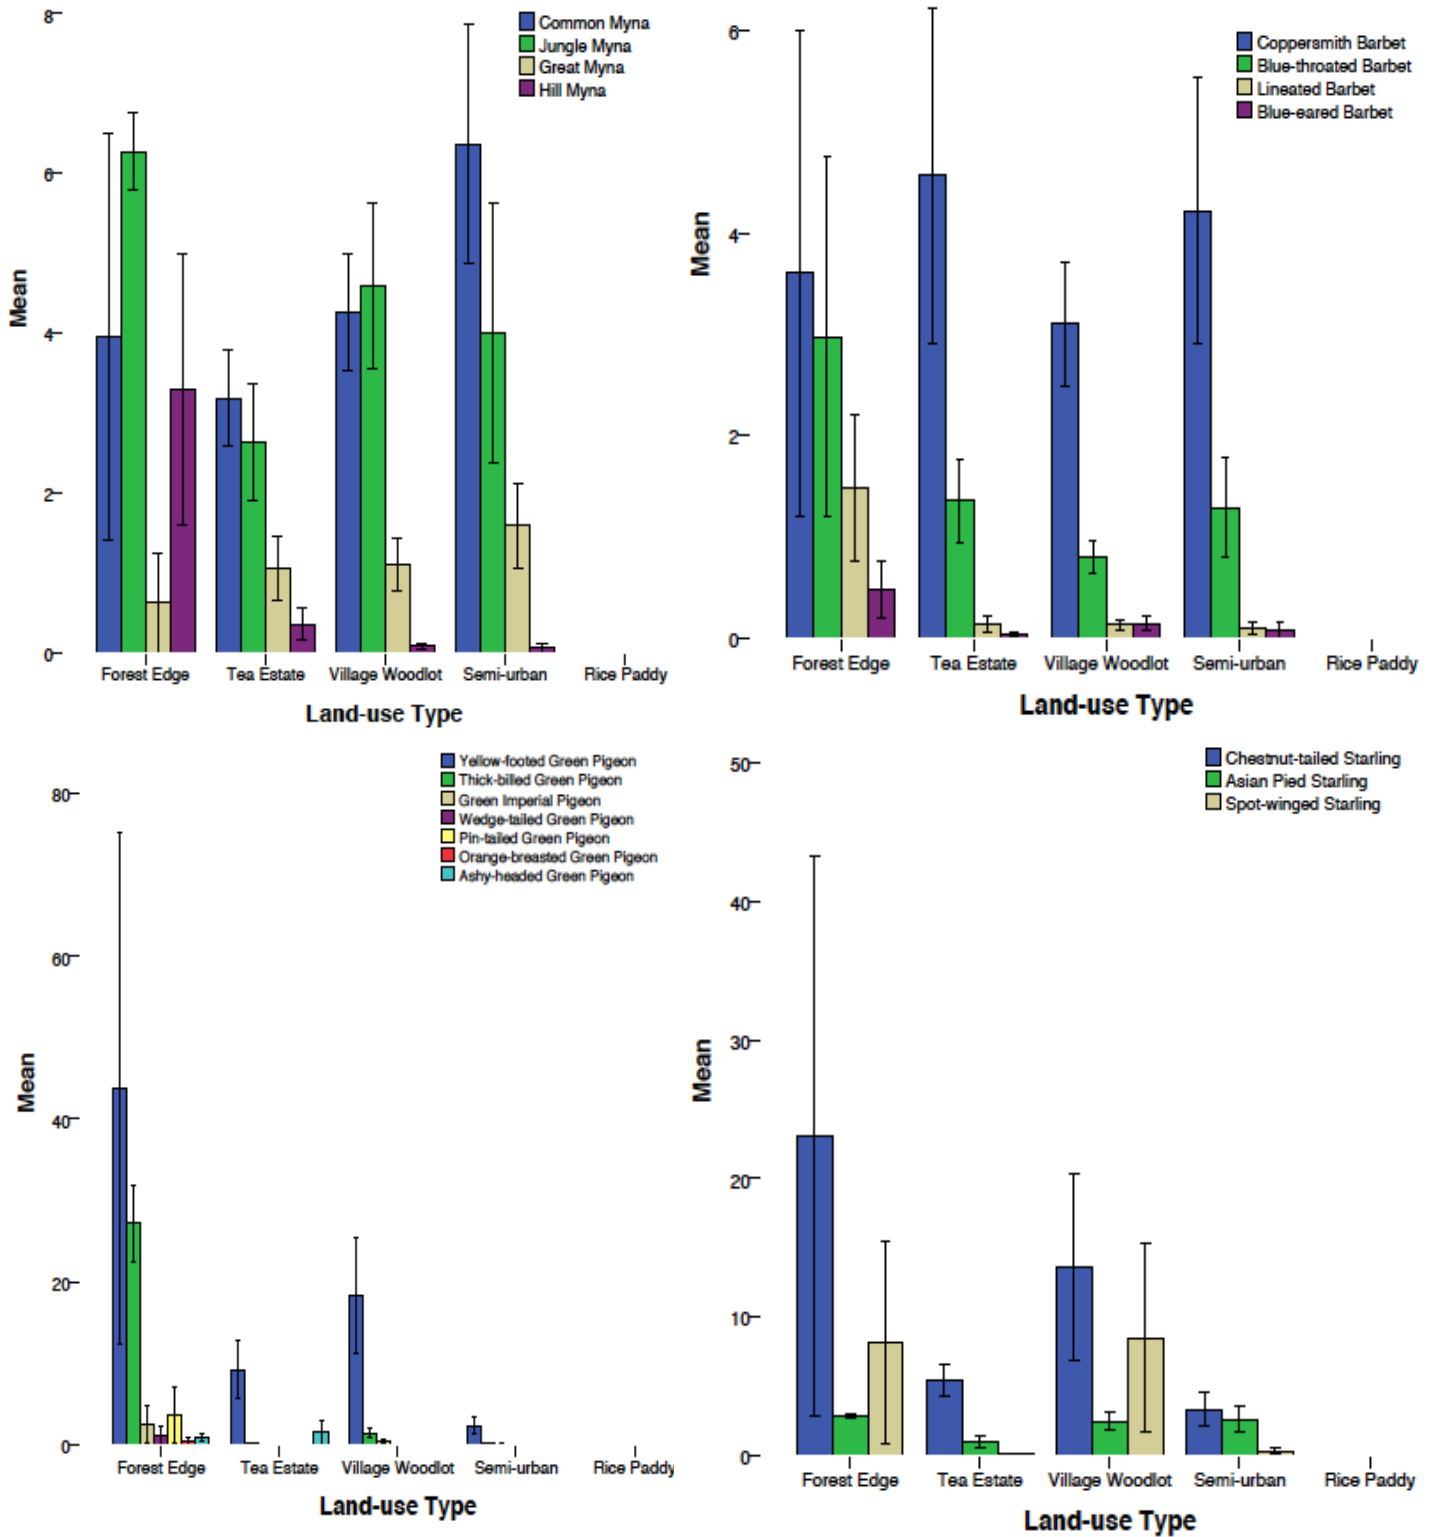 8
6
4
2
0
Mean
Common Myna
Jungle Myna
Great Myna
Hill Myna
Forest Edge Tea Estate Village Woodlot Semi-urban Rice Paddy
Land-use Type
6
4
2
0
Mean
Coppersmith Barbet
Blue-throated Barbet
Lineated Barbet
Blue-eared Barbet
Forest Edge Tea Estate Village Woodlot Semi-urban Rice Paddy
Land-use Type
80
60
40
20
0
Mean
Yellow-footed Green Pigeon
Thick-billed Green Pigeon
Green Imperial Pigeon
Wedge-tailed Green Pigeon
Pin-tailed Green Pigeon
Orange-breasted Green Pigeon
Ashy-headed Green Pigeon
Forest Edge Tea Estate Village Woodlot Semi-urban Rice Paddy
Land-use Type
50
40
30
20
10
0
Mean
Chestnut-tailed Starling
Asian Pied Starling
Spot-winged Starling
Forest Edge Tea Estate Village Woodlot Semi-urban Rice Paddy
Land-use Type